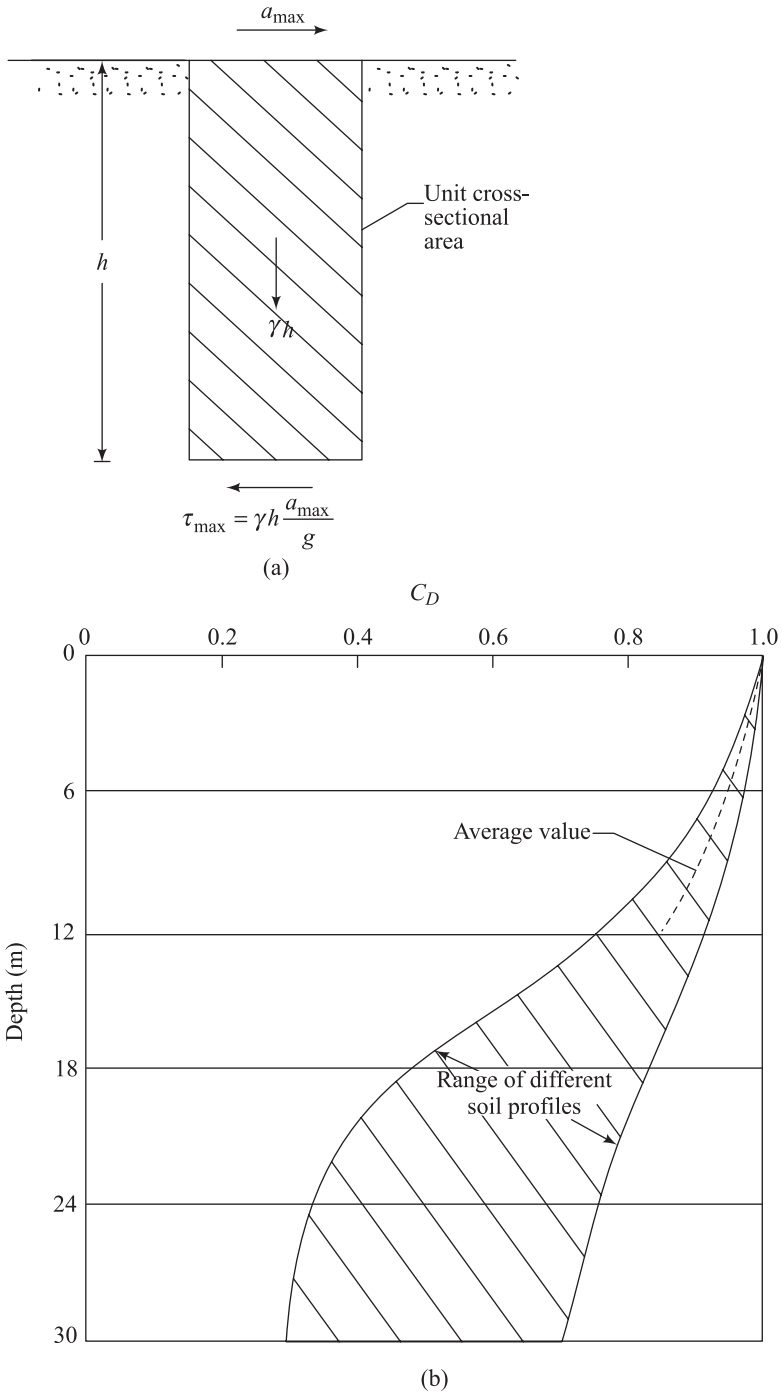 a_max
Unit cross-
sectional
area
h
γh
τ_max = γh a_max/g
(a)
C_D
0 0.2 0.4 0.6 0.8 1.0
0
6
Average value
12
Depth (m)
18
Range of different
soil profiles
24
30
(b)